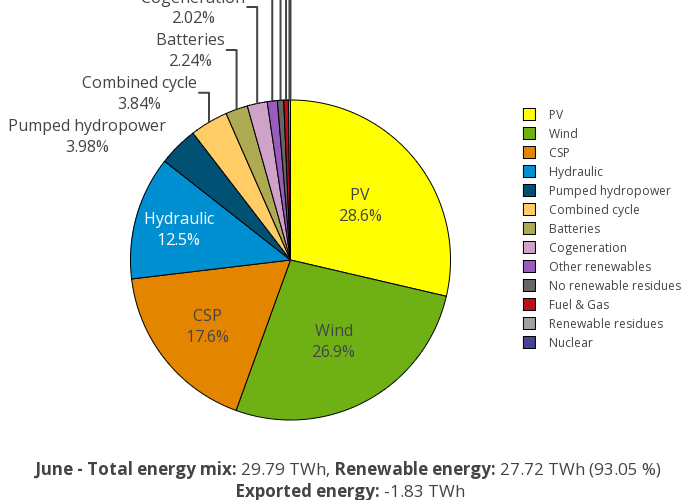 Cogeneration
2.02%
Batteries
2.24%
Combined cycle
3.84%
Pumped hydropower
3.98%
Hydraulic
12.5%
PV
28.6%
CSP
17.6%
Wind
26.9%
PV
Wind
CSP
Hydraulic
Pumped hydropower
Combined cycle
Batteries
Cogeneration
Other renewables
No renewable residues
Fuel & Gas
Renewable residues
Nuclear
June - Total energy mix: 29.79 TWh, Renewable energy: 27.72 TWh (93.05 %)
Exported energy: -1.83 TWh